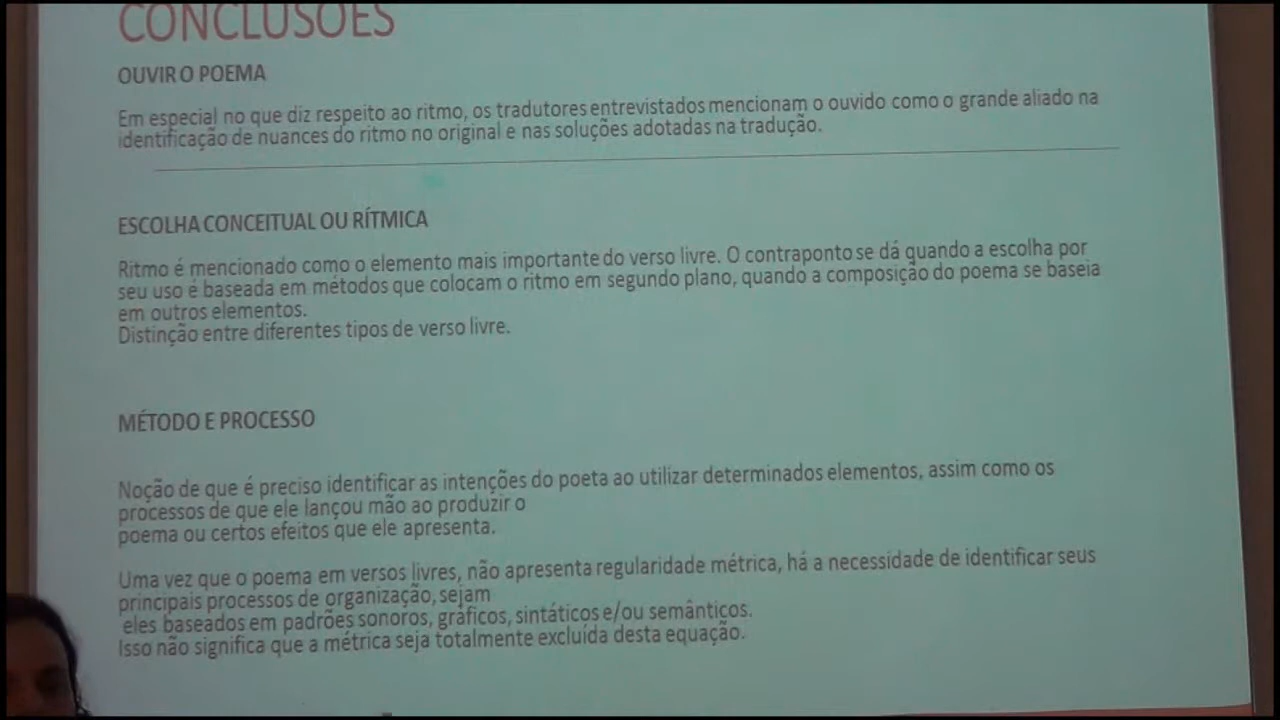 CONCLUSÕES
OUVIR O POEMA
Em especial no que diz respeito ao ritmo, os tradutores entrevistados mencionam o ouvido como o grande aliado na
identificação de nuances do ritmo no original e nas soluções adotadas na tradução.
ESCOLHA CONCEITUAL OU RÍTMICA
Ritmo é mencionado como o elemento mais importante do verso livre. O contraponto se dá quando a escolha por
seu uso é baseada em métodos que colocam o ritmo em segundo plano, quando a composição do poema se baseia
em outros elementos.
Distinção entre diferentes tipos de verso livre.
MÉTODO E PROCESSO
Noção de que é preciso identificar as intenções do poeta ao utilizar determinados elementos, assim como os
processos de que ele lançou mão ao produzir o
poema ou certos efeitos que ele apresenta.
Uma vez que o poema em versos livres, não apresenta regularidade métrica, há a necessidade de identificar seus
principais processos de organização, sejam
eles baseados em padrões sonoros, gráficos, sintáticos e/ou semânticos.
Isso não significa que a métrica seja totalmente excluída desta equação.